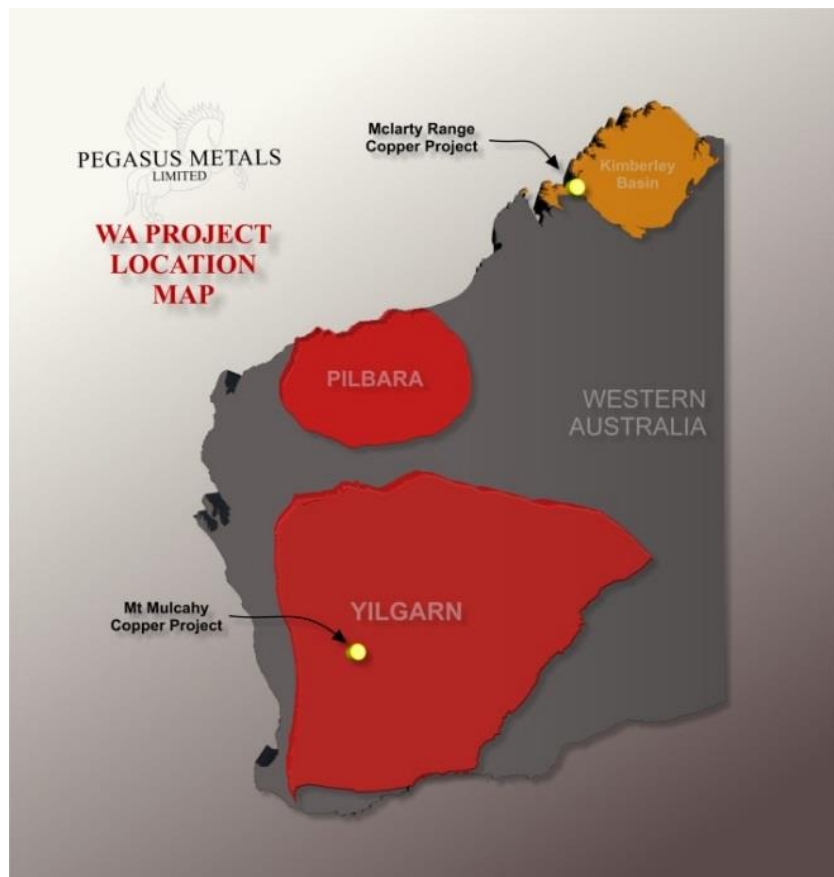 Mclarty Range
Copper Project
Kimberley
Basin
PEGASUS METALS
LIMITED
WA PROJECT
LOCATION
MAP
PILBARA
WESTERN
AUSTRALIA
Mt Mulcahy
Copper Project
YILGARN